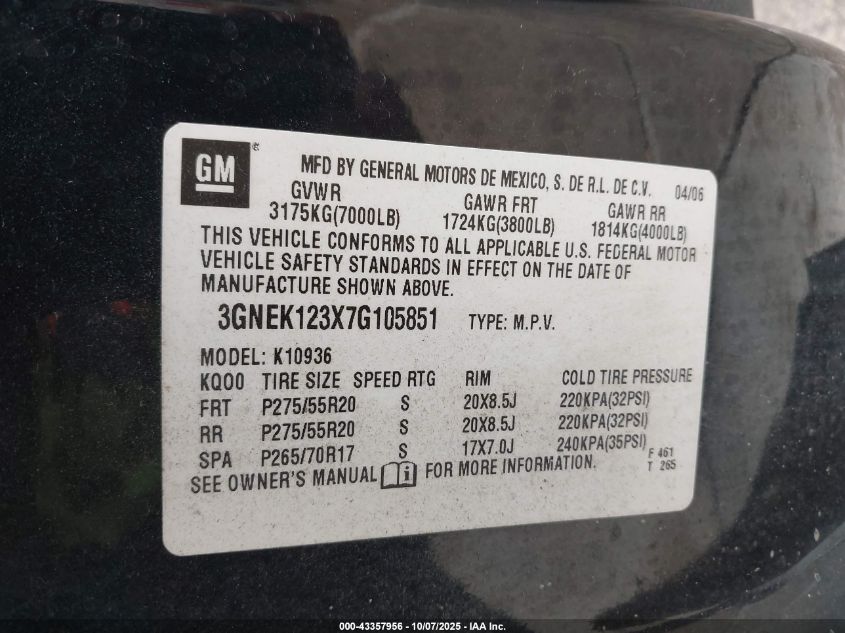 GM ®
MFD BY GENERAL MOTORS DE MEXICO, S. DE R.L. DE C.V. 04/06
GVWR GAWR FRT GAWR RR
3175KG(7000LB) 1724KG(3800LB) 1814KG(4000LB)
THIS VEHICLE CONFORMS TO ALL APPLICABLE U.S. FEDERAL MOTOR
VEHICLE SAFETY STANDARDS IN EFFECT ON THE DATE OF
MANUFACTURE SHOWN ABOVE.
3GNEK123X7G105851 TYPE: M.P.V.
MODEL: K10936
KQ00 TIRE SIZE SPEED RTG RIM COLD TIRE PRESSURE
FRT P275/55R20 S 20X8.5J 220KPA(32PSI)
RR P275/55R20 S 20X8.5J 220KPA(32PSI)
SPA P265/70R17 S 17X7.0J 240KPA(35PSI)
F 461
T 265
SEE OWNER'S MANUAL FOR MORE INFORMATION.
000-43357956 - 10/07/2025 - IAA Inc.